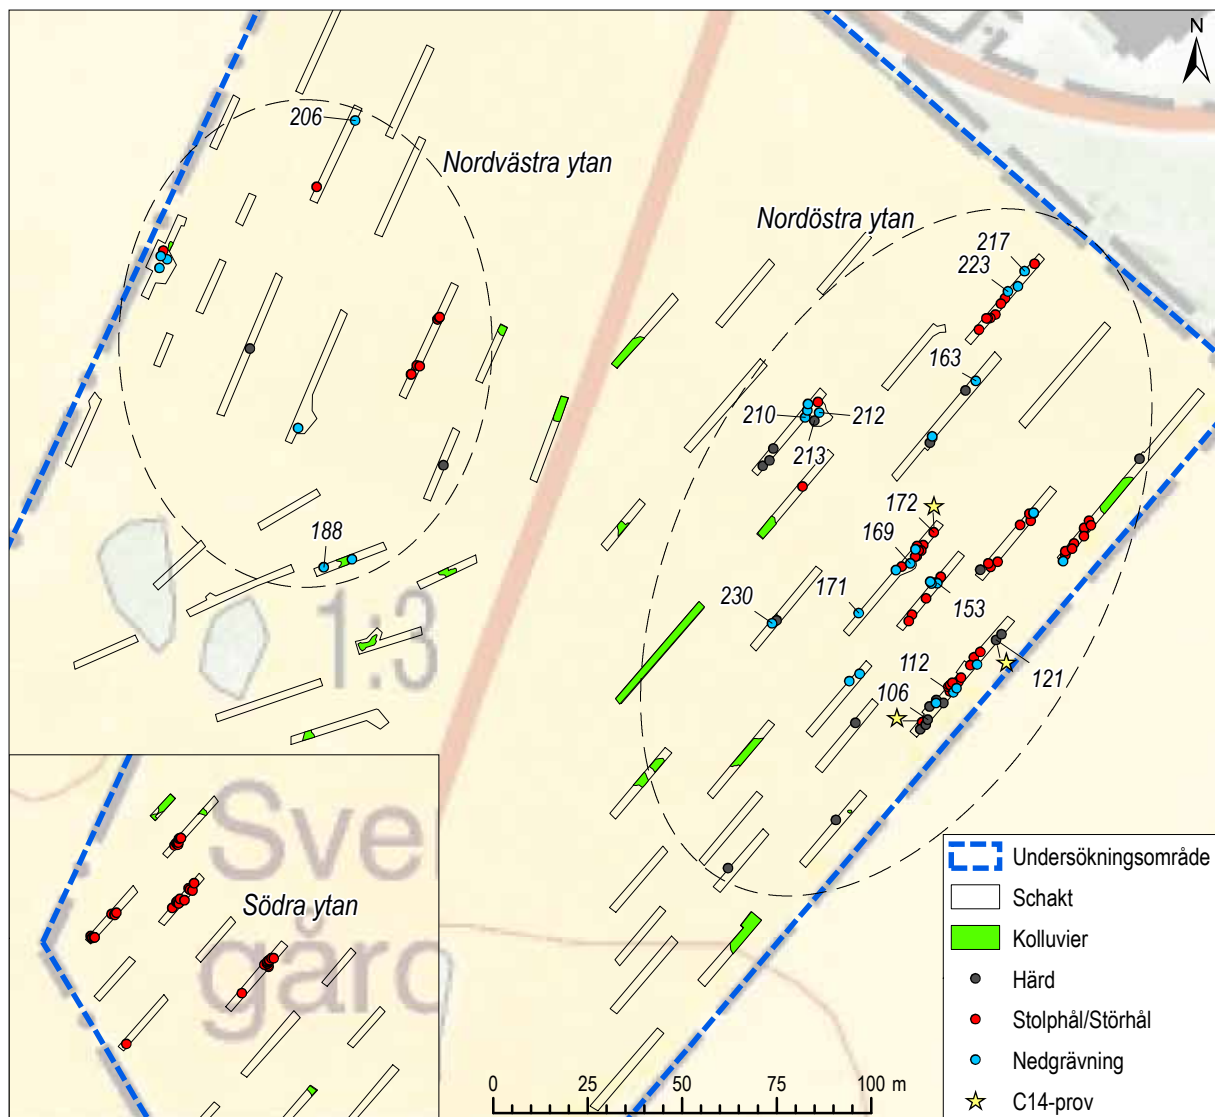 N
206
Nordvästra ytan
Nordöstra ytan
217
223
163
210
212
213
172
169
188
171
230
153
1:3
112
121
106
Sve
Södra ytan
gård
Undersökningsområde
Schakt
Kolluvier
Härd
Stolphål/Störhål
Nedgrävning
C14-prov
0 25 50 75 100 m